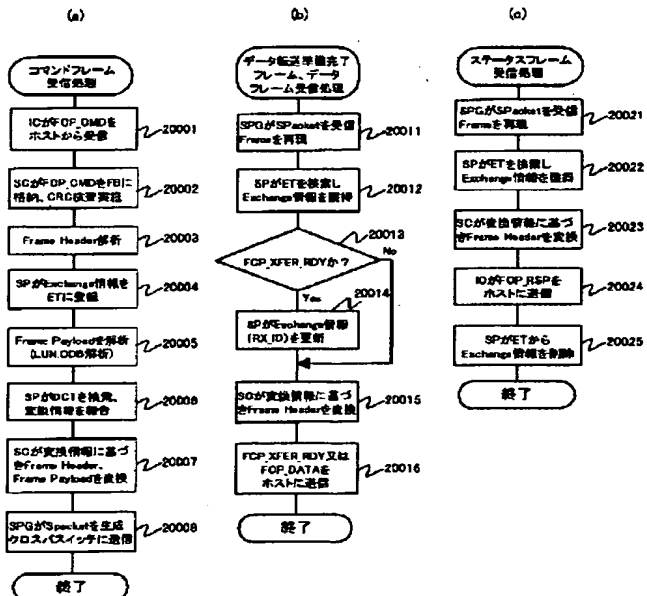 (a)
コマンドフレーム
受信処理
ICがFCP_CMDを
ホストから受信
20001
SCがFCP_CMDをFBに
格納、CRC検査実施
20002
Frame Header解析
20003
SPがExchange情報を
ETに登録
20004
Frame Payloadを解析
(LUN,CDB解析)
20005
SPがDCTを検索、
変換情報を報告
20006
SCが変換情報に基づ
きFrame Header、
Frame Payloadを変換
20007
SPGがSpacketを生成
クロスバスイッチに送信
20008
終了
(b)
データ転送準備完了
フレーム、データ
フレーム受信処理
SPGがSPacketを受信
Frameを再現
20011
SPがETを検索し
Exchange情報を獲得
20012
FCP_XFER_RDYか?
20013
No
Yes
20014
SPがExchange情報
(RX_ID)を更新
SCが変換情報に基づ
きFrame Headerを変換
20015
FCP_XFER_RDY又は
FCP_DATAを
ホストに送信
20016
終了
(c)
ステータスフレーム
受信処理
SPGがSPacketを受信
Frameを再現
20021
SPがETを検索し
Exchange情報を獲得
20022
SCが変換情報に基づ
きFrame Headerを変換
20023
ICがFCP_RSPを
ホストに送信
20024
SPがETから
Exchange情報を削除
20025
終了